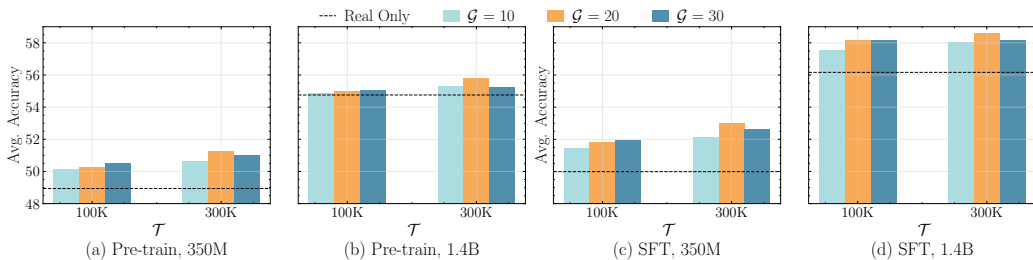 Real Only 𝒢 = 10 𝒢 = 20 𝒢 = 30
Avg. Accuracy
58
56
54
52
50
48
100K 300K
𝒯
(a) Pre-train, 350M
100K 300K
𝒯
(b) Pre-train, 1.4B
Avg. Accuracy
100K 300K
𝒯
(c) SFT, 350M
100K 300K
𝒯
(d) SFT, 1.4B